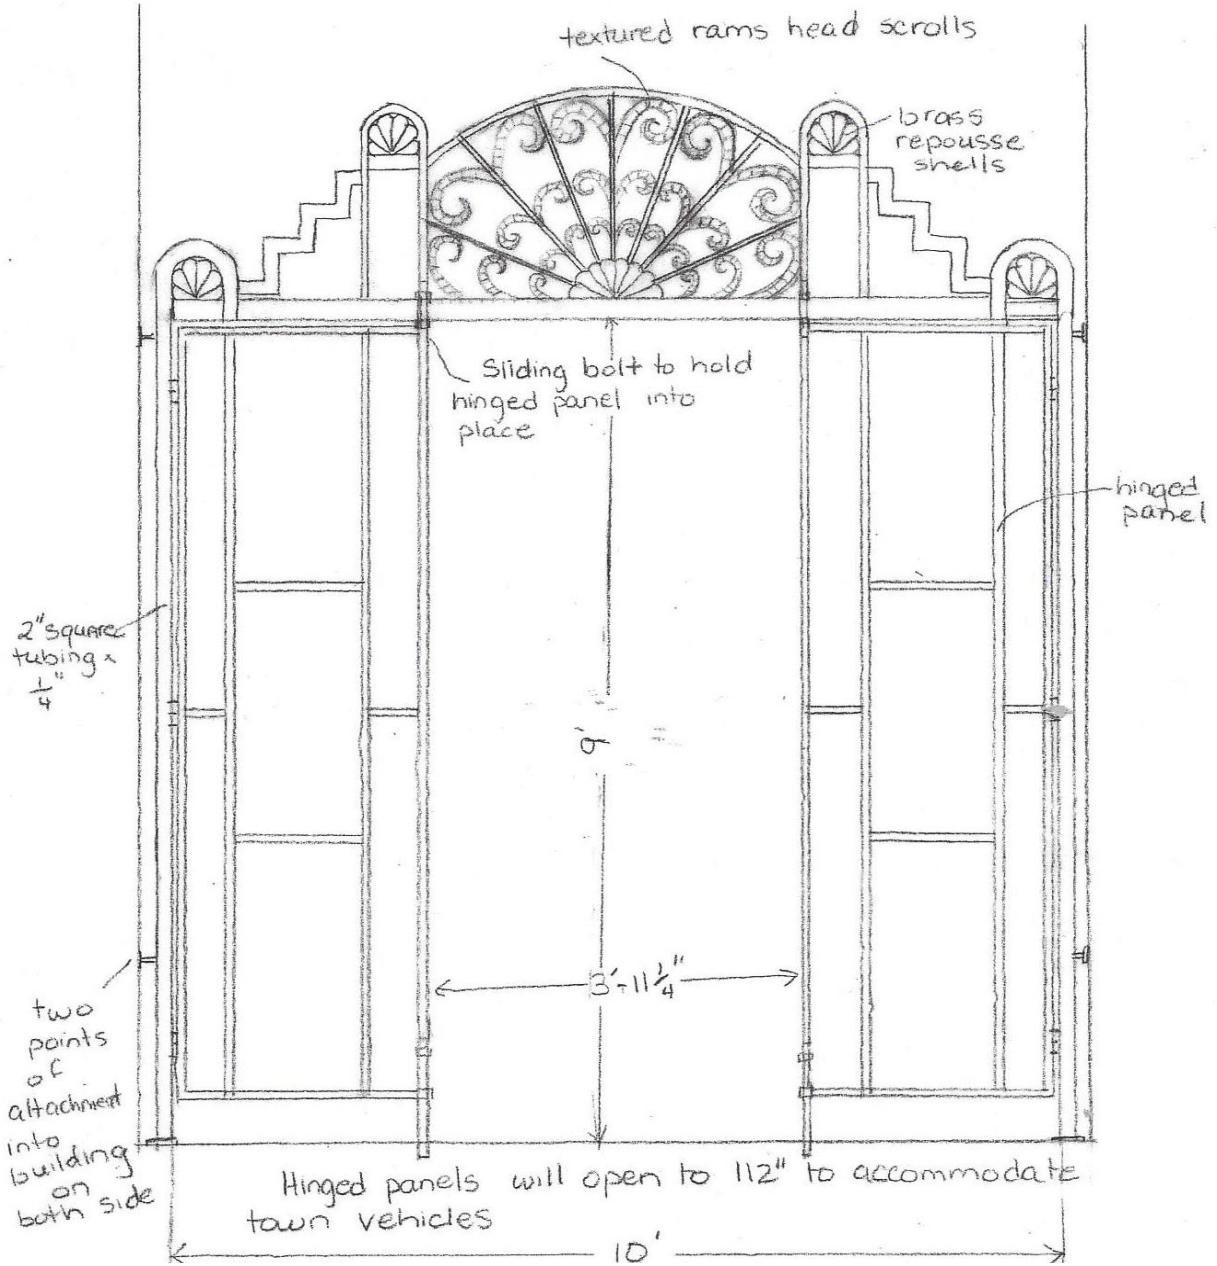 textured rams head scrolls
brass
repousse
shells
Sliding bolt to hold
hinged panel into
place
hinged
panel
2" square
tubing x
1/4"
9'
3'-11 1/4"
two
points
of
attachment
into
building
on
both side
Hinged panels will open to 112" to accommodate
town vehicles
10'